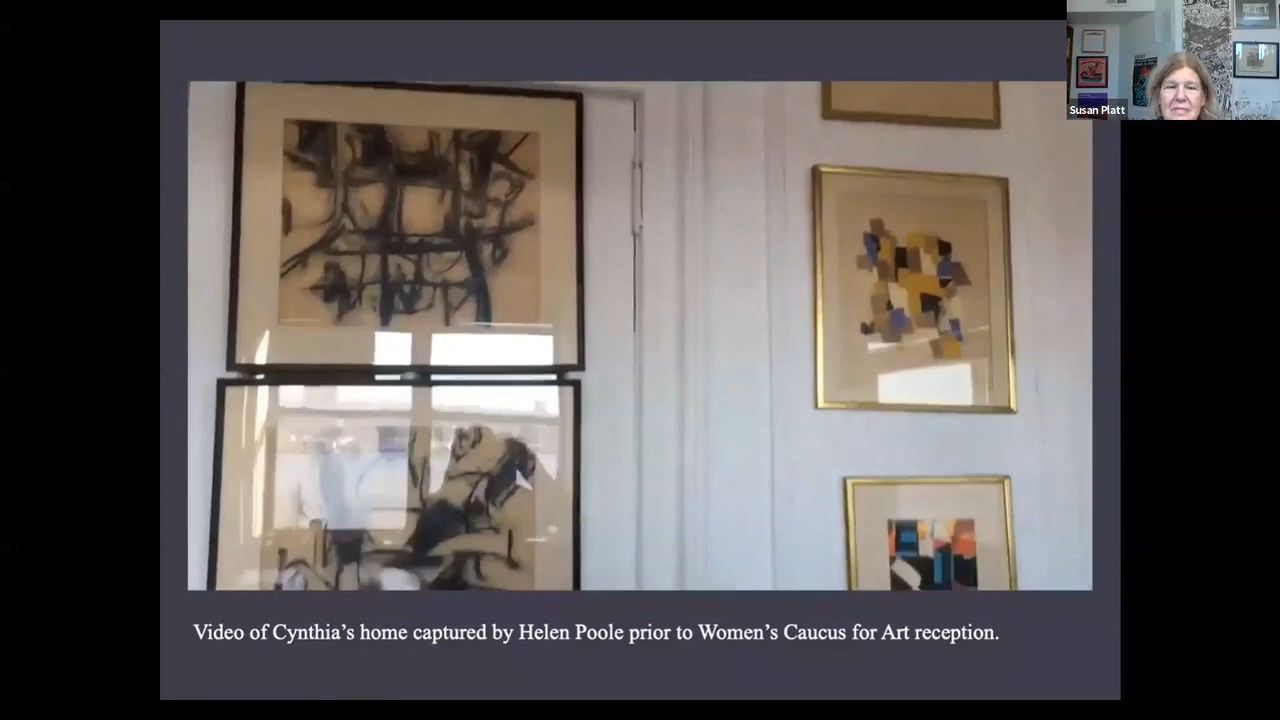 Susan Platt
Video of Cynthia’s home captured by Helen Poole prior to Women’s Caucus for Art reception.